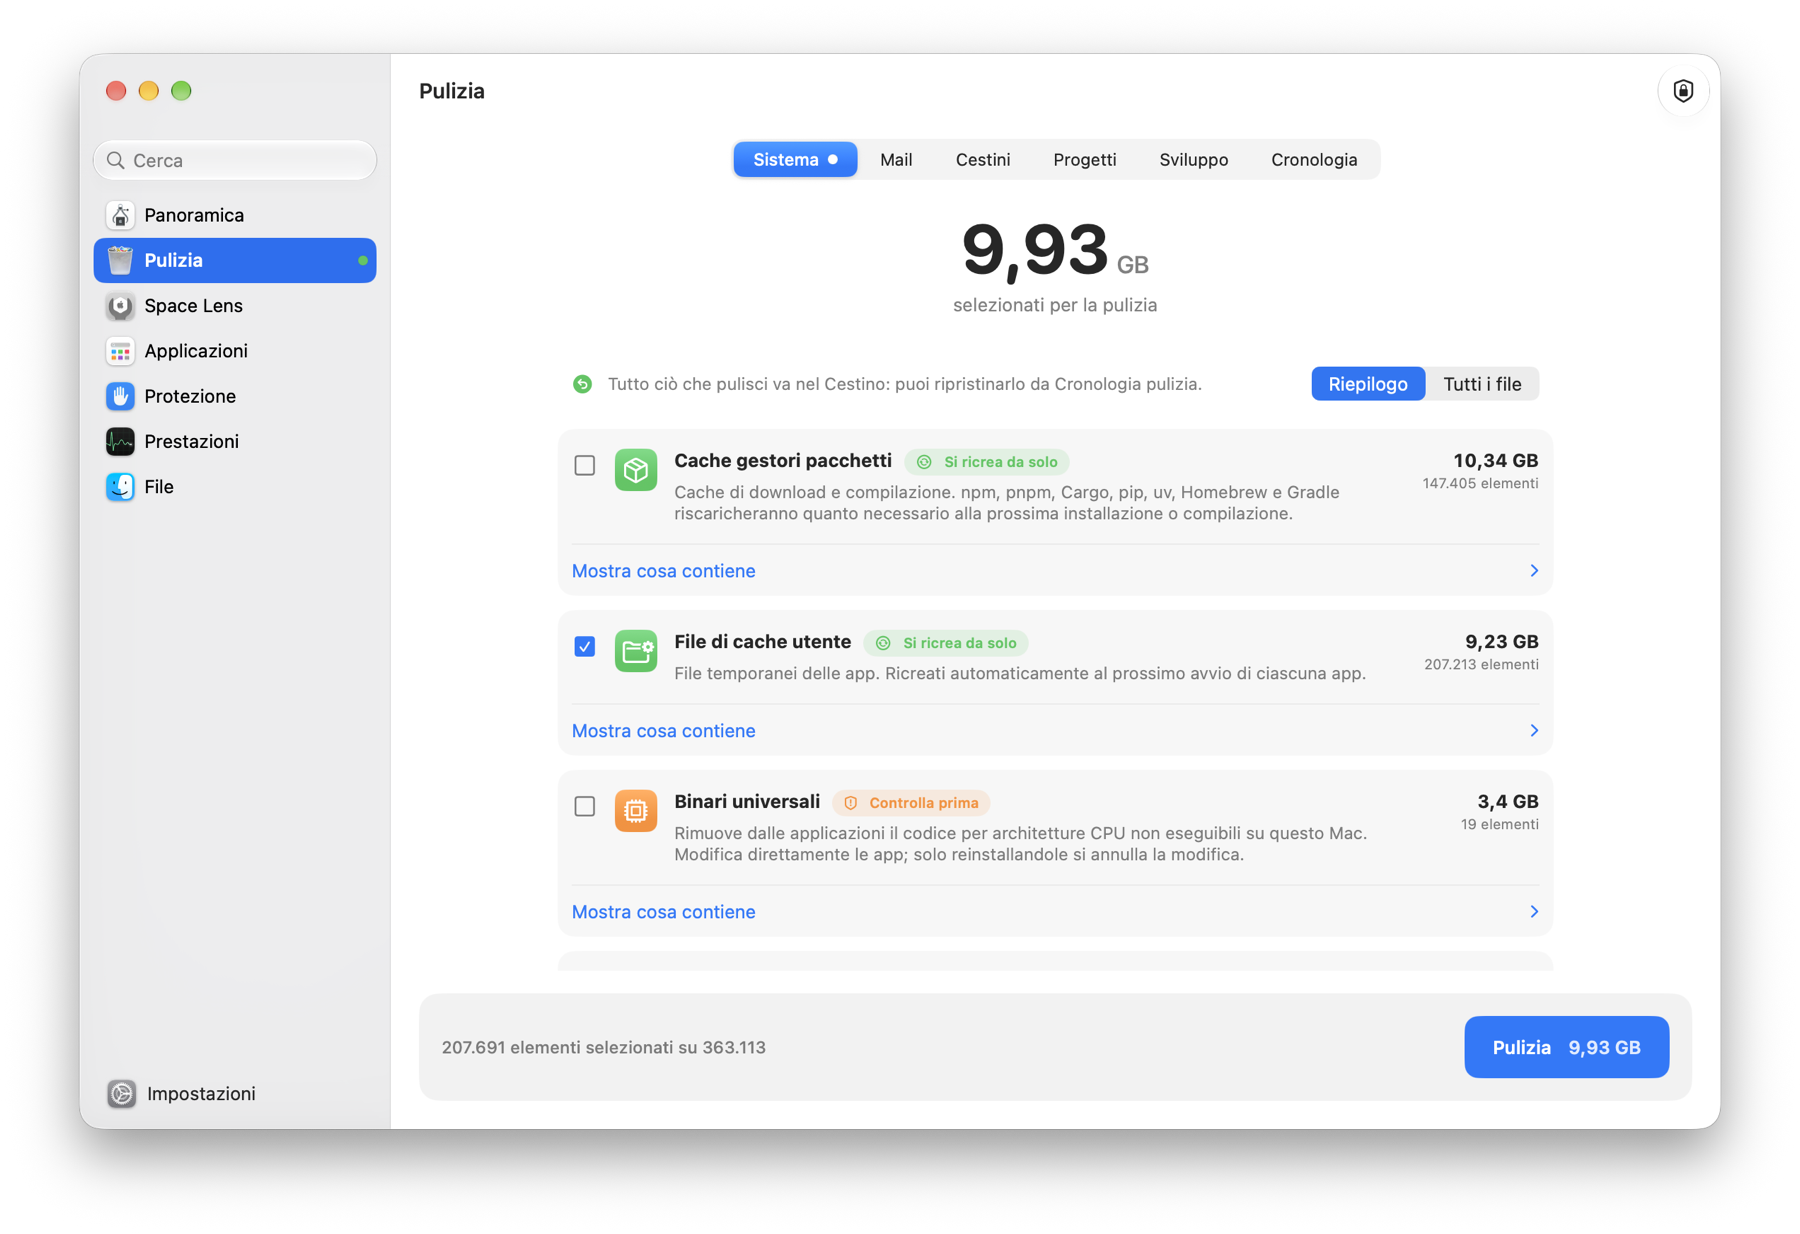 Pulizia
Cerca
Panoramica
Pulizia
Space Lens
Applicazioni
Protezione
Prestazioni
File
Impostazioni
Sistema
Mail
Cestini
Progetti
Sviluppo
Cronologia
9,93 GB
selezionati per la pulizia
Tutto ciò che pulisci va nel Cestino: puoi ripristinarlo da Cronologia pulizia.
Riepilogo
Tutti i file
Cache gestori pacchetti
Si ricrea da solo
10,34 GB
147.405 elementi
Cache di download e compilazione. npm, pnpm, Cargo, pip, uv, Homebrew e Gradle
riscaricheranno quanto necessario alla prossima installazione o compilazione.
Mostra cosa contiene
File di cache utente
Si ricrea da solo
9,23 GB
207.213 elementi
File temporanei delle app. Ricreati automaticamente al prossimo avvio di ciascuna app.
Mostra cosa contiene
Binari universali
Controlla prima
3,4 GB
19 elementi
Rimuove dalle applicazioni il codice per architetture CPU non eseguibili su questo Mac.
Modifica direttamente le app; solo reinstallandole si annulla la modifica.
Mostra cosa contiene
207.691 elementi selezionati su 363.113
Pulizia 9,93 GB